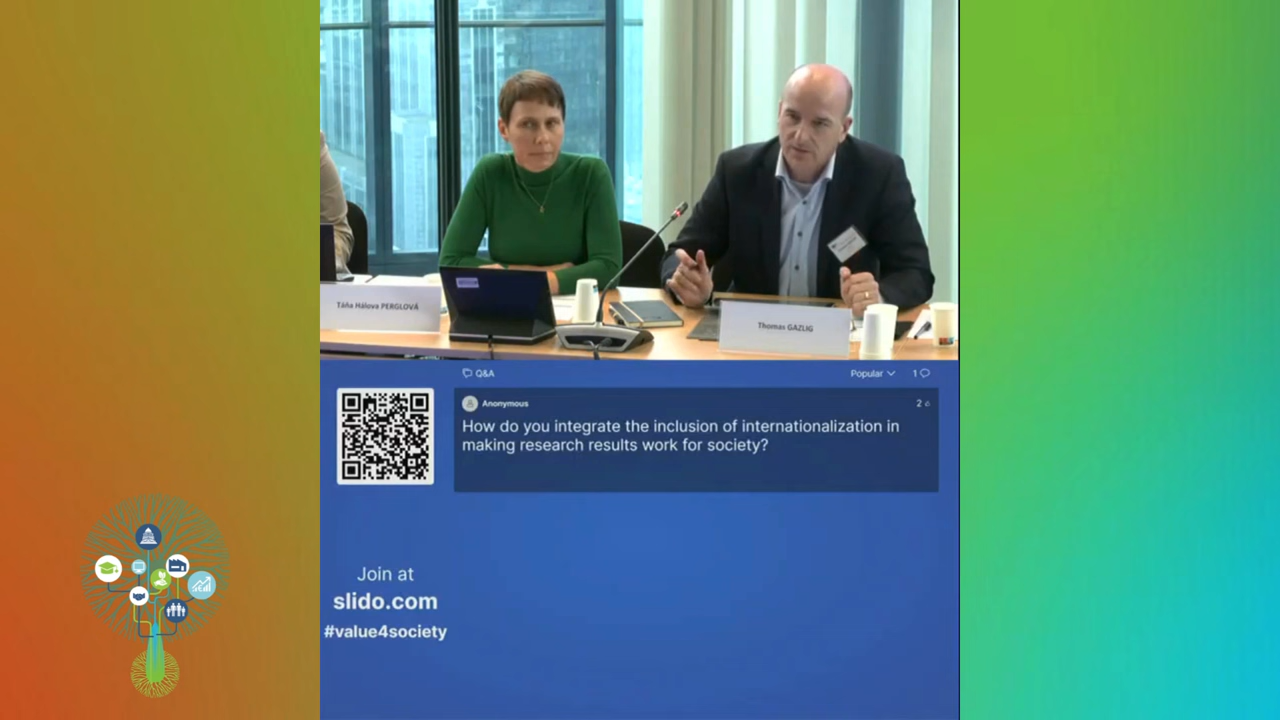 Táňa Hálova PERGLOVÁ
Thomas GAZLIG
Q&A
Popular
1
Anonymous
2
How do you integrate the inclusion of internationalization in
making research results work for society?
Join at
slido.com
#value4society